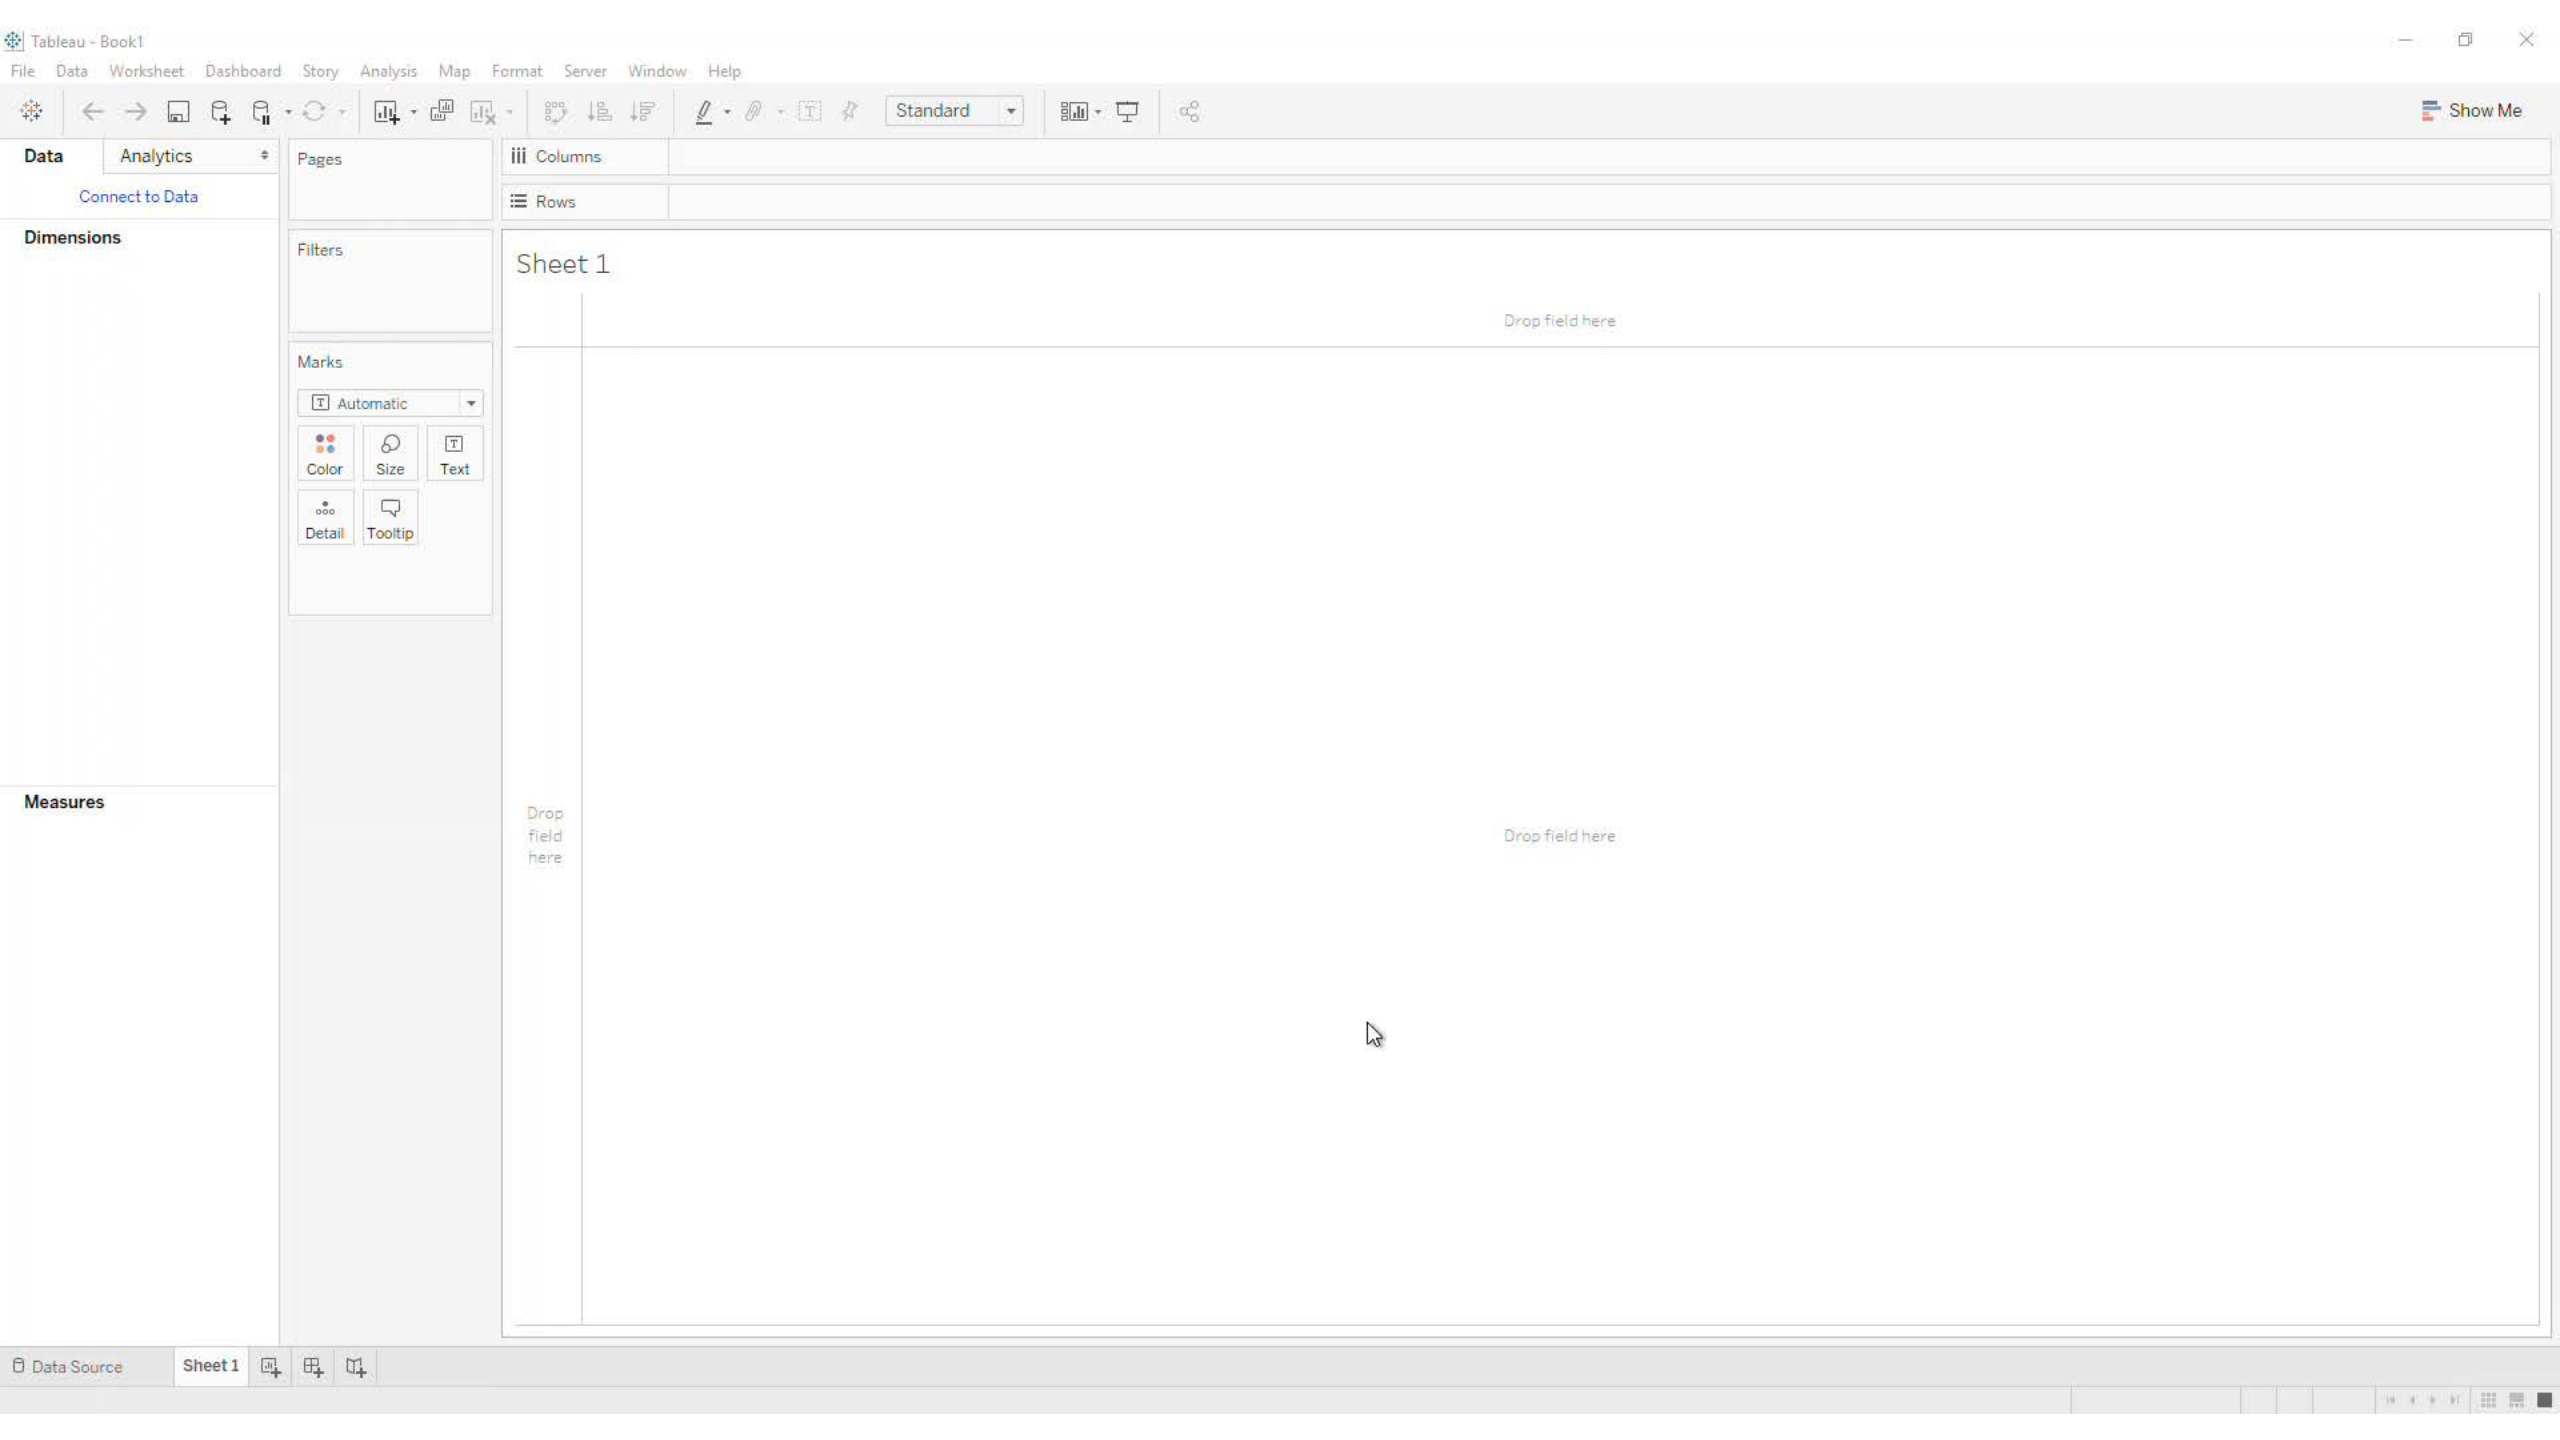 Tableau - Book1
File Data Worksheet Dashboard Story Analysis Map Format Server Window Help
Standard
Show Me
Data Analytics
Connect to Data
Dimensions
Measures
Pages
Filters
Marks
T Automatic
Color Size T Text
Detail Tooltip
Columns
Rows
Sheet 1
Drop field here
Drop
field
here
Drop field here
Data Source Sheet 1